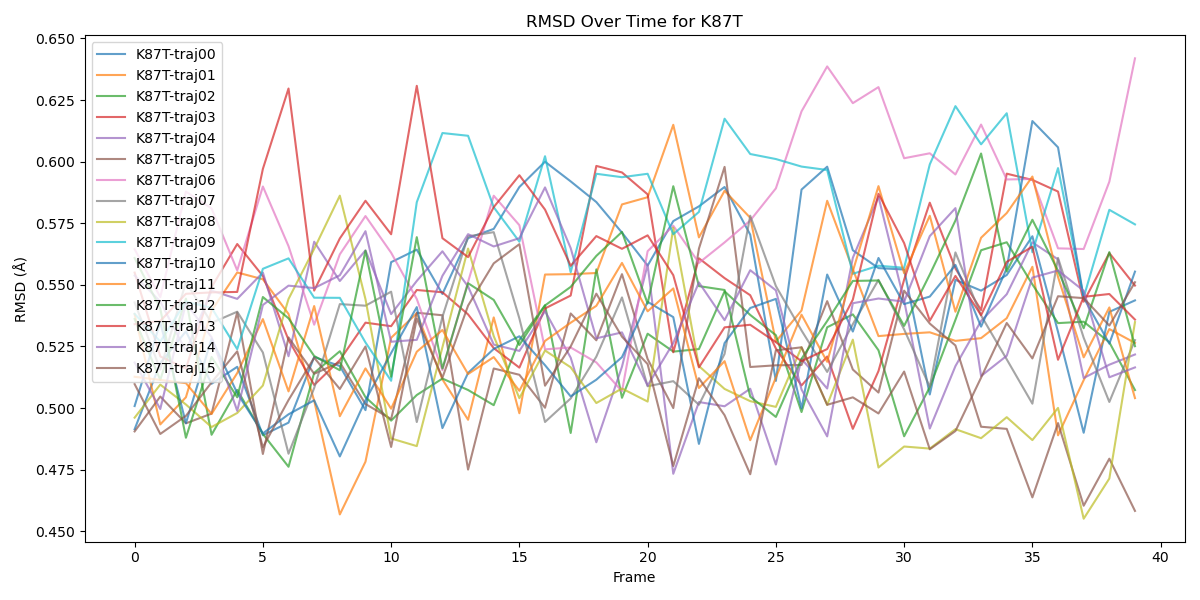 RMSD Over Time for K87T
RMSD (Å)
0.650
0.625
0.600
0.575
0.550
0.525
0.500
0.475
0.450
K87T-traj00
K87T-traj01
K87T-traj02
K87T-traj03
K87T-traj04
K87T-traj05
K87T-traj06
K87T-traj07
K87T-traj08
K87T-traj09
K87T-traj10
K87T-traj11
K87T-traj12
K87T-traj13
K87T-traj14
K87T-traj15
0 5 10 15 20 25 30 35 40
Frame